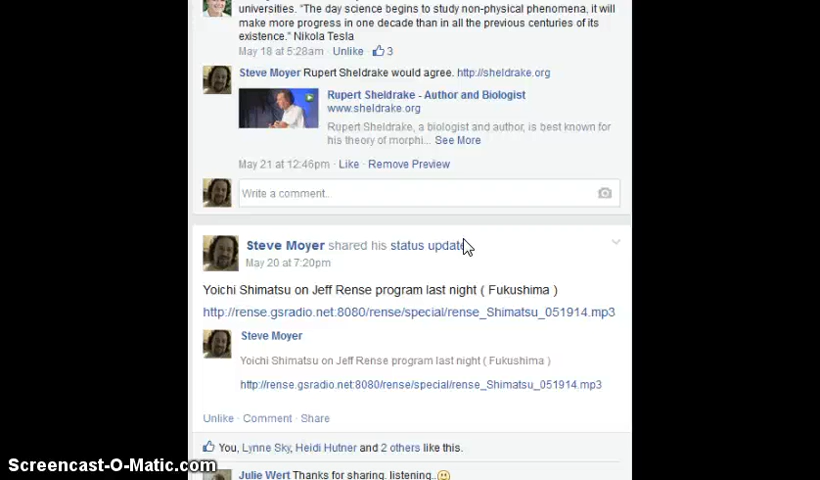 universities. “The day science begins to study non-physical phenomena, it will
make more progress in one decade than in all the previous centuries of its
existence.” Nikola Tesla
May 18 at 5:28am · Unlike · 3
Steve Moyer Rupert Sheldrake would agree. http://sheldrake.org
Rupert Sheldrake - Author and Biologist
www.sheldrake.org
Rupert Sheldrake, a biologist and author, is best known for
his theory of morphi... See More
May 21 at 12:46pm · Like · Remove Preview
Write a comment..
Steve Moyer shared his status update
May 20 at 7:20pm
Yoichi Shimatsu on Jeff Rense program last night ( Fukushima )
http://rense.gsradio.net:8080/rense/special/rense_Shimatsu_051914.mp3
Steve Moyer
Yoichi Shimatsu on Jeff Rense program last night ( Fukushima )
http://rense.gsradio.net:8080/rense/special/rense_Shimatsu_051914.mp3
Unlike · Comment · Share
You, Lynne Sky, Heidi Hutner and 2 others like this.
Julie Wert Thanks for sharing. listening..
Screencast-O-Matic.com